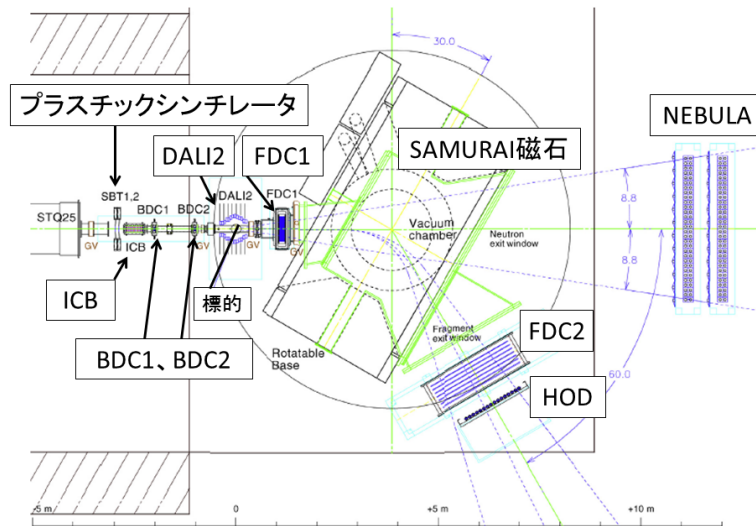 30.0
プラスチックシンチレータ
NEBULA
DALI2
FDC1
SAMURAI磁石
SBT1,2
BDC1
BDC2
DALI2
FDC1
STQ25
8.8
Vacuum
chamber
GV
ICB
GV
GV
GV
Neutron
exit window
8.8
ICB
標的
BDC1、BDC2
Fragment
exit window
FDC2
Rotatable
Base
HOD
60.0
-5 m
0
+5 m
+10 m